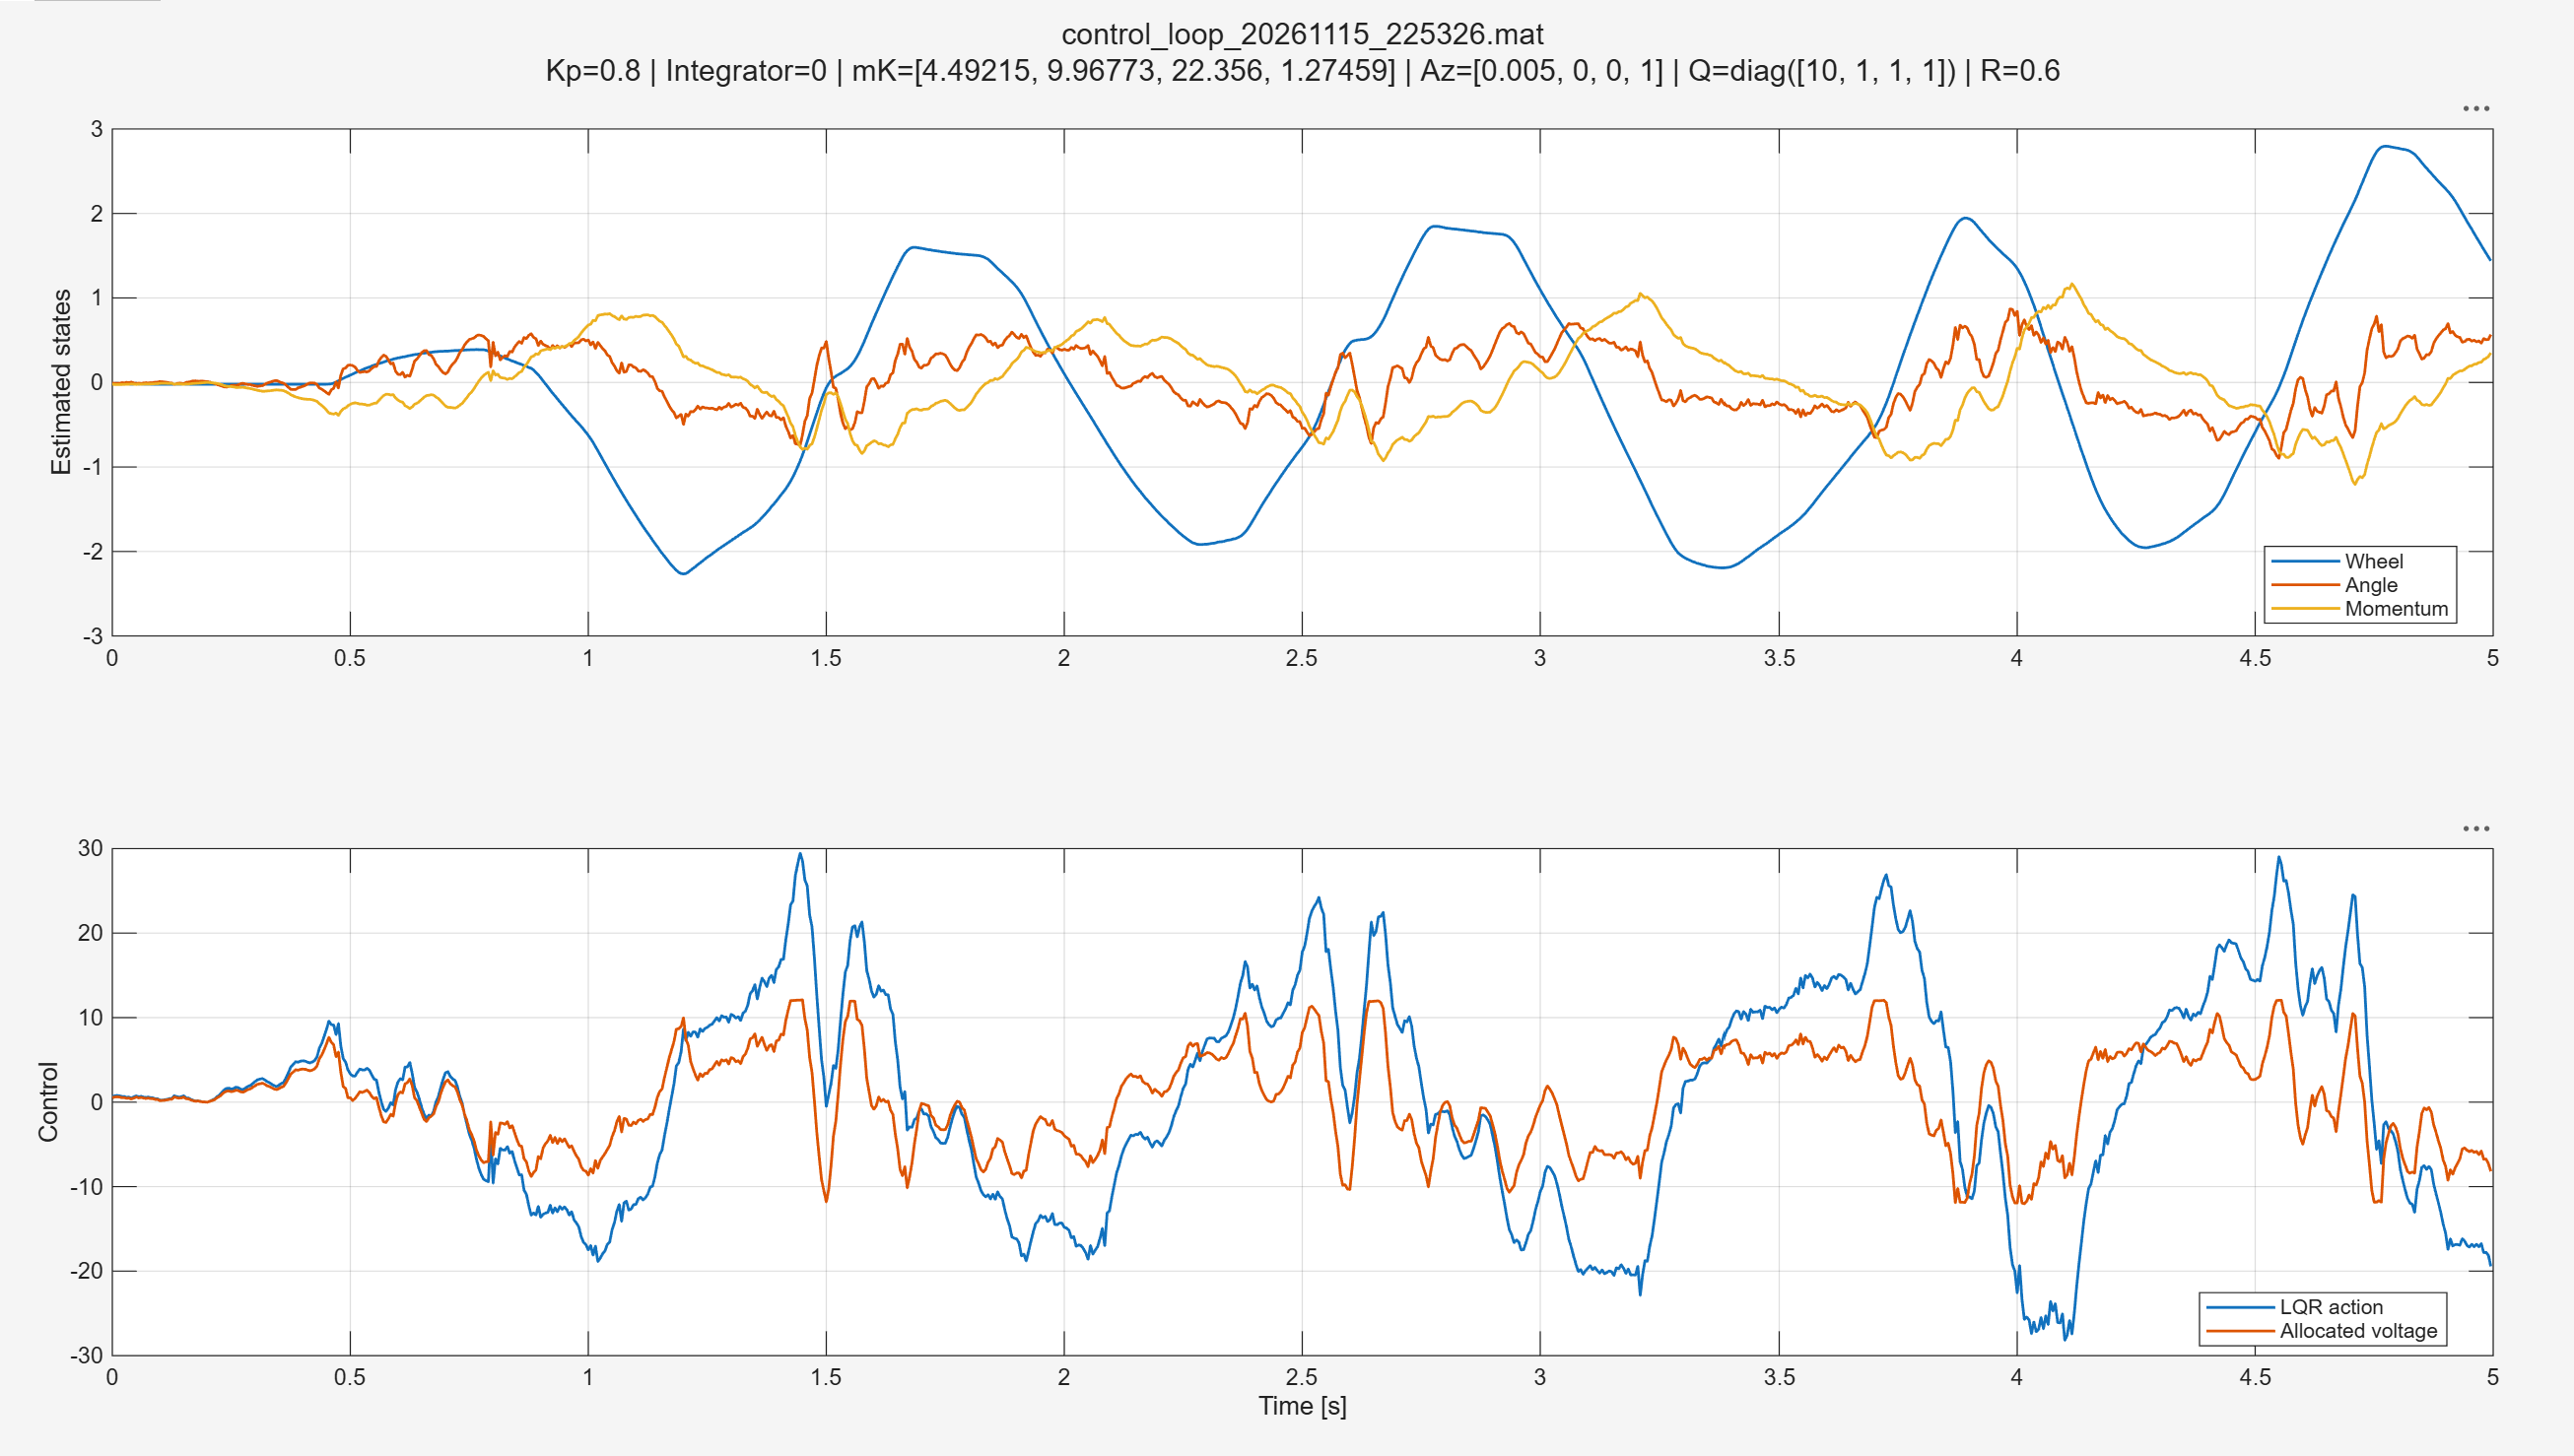 control_loop_20261115_225326.mat
Kp=0.8 | Integrator=0 | mK=[4.49215, 9.96773, 22.356, 1.27459] | Az=[0.005, 0, 0, 1] | Q=diag([10, 1, 1, 1]) | R=0.6
Estimated states
3
2
1
0
-1
-2
-3
0 0.5 1 1.5 2 2.5 3 3.5 4 4.5 5
Wheel
Angle
Momentum
Control
30
20
10
0
-10
-20
-30
0 0.5 1 1.5 2 2.5 3 3.5 4 4.5 5
LQR action
Allocated voltage
Time [s]